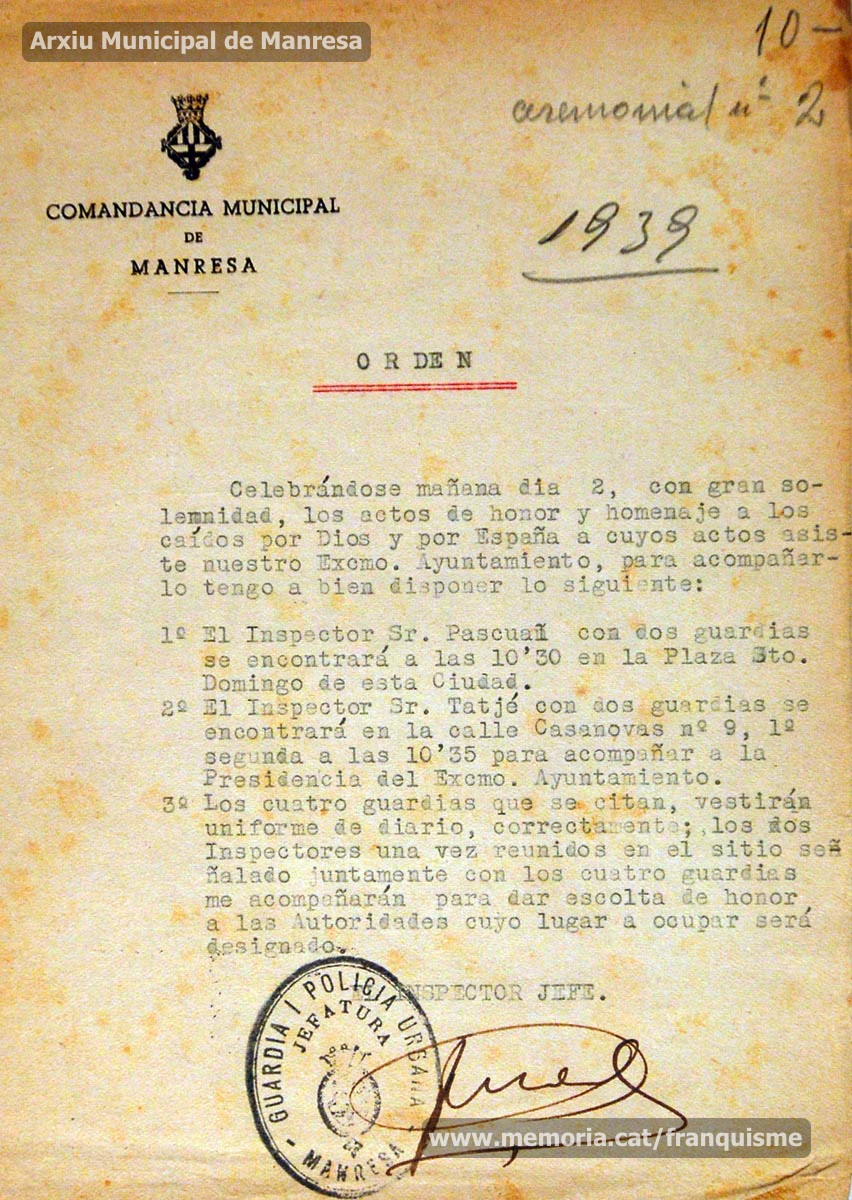 Arxiu Municipal de Manresa
10-
ceremonial nº 2
COMANDANCIA MUNICIPAL
DE
MANRESA
1939
ORDEN
Celebrándose mañana dia 2, con gran so-
lemnidad, los actos de honor y homenaje a los
caídos por Dios y por España a cuyos actos asis-
te nuestro Excmo. Ayuntamiento, para acompañar-
lo tengo a bien disponer lo siguiente:
1º El Inspector Sr. Pascual con dos guardias
se encontrará a las 10'30 en la Plaza Sto.
Domingo de esta Ciudad.
2º El Inspector Sr. Tatjé con dos guardias se
encontrará en la calle Casanovas nº 9, 1º
segunda a las 10'35 para acompañar a la
Presidencia del Excmo. Ayuntamiento.
3º Los cuatro guardias que se citan, vestirán
uniforme de diario, correctamente; los dos
Inspectores una vez reunidos en el sitio señ
ñalado juntamente con los cuatro guardias
me acompañarán para dar escolta de honor
a las Autoridades cuyo lugar a ocupar será
designado.
EL INSPECTOR JEFE.
GUARDIA I POLICIA URBANA
JEFATURA
- MANRESA -
www.memoria.cat/franquisme